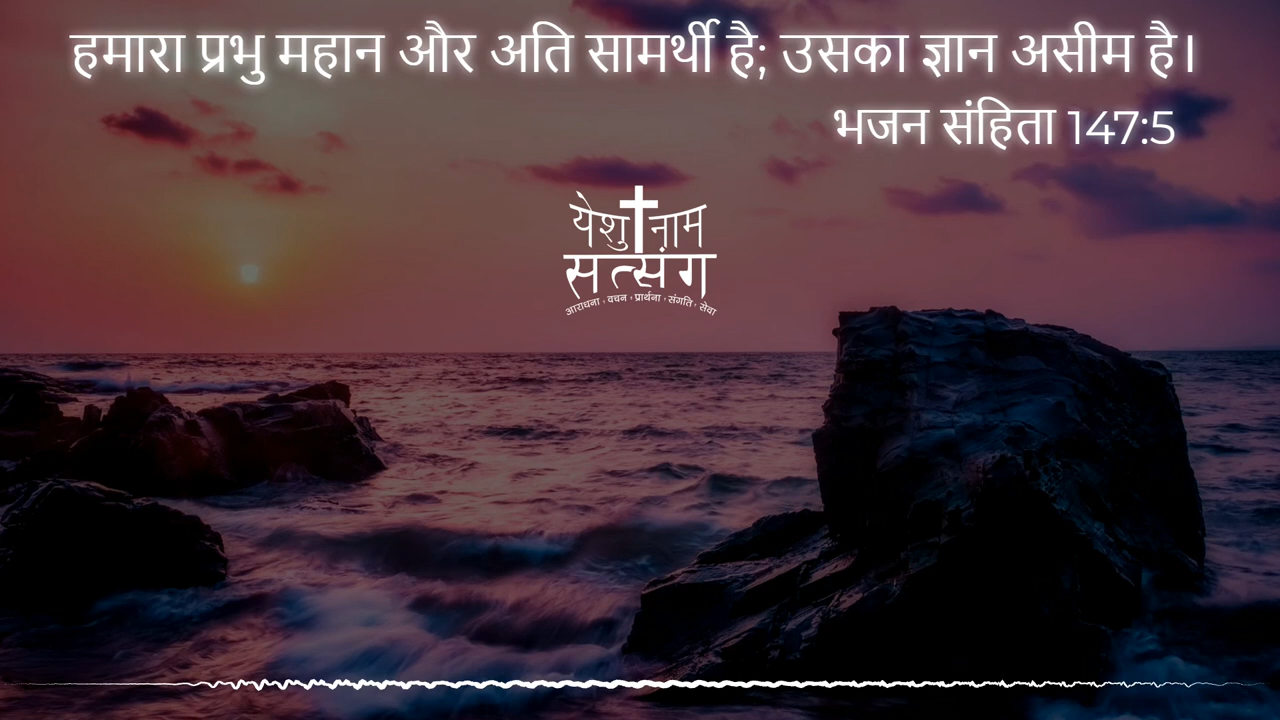 हमारा प्रभु महान और अति सामर्थी है; उसका ज्ञान असीम है।
भजन संहिता 147:5
येशु नाम
सत्संग
आराधना · वचन · प्रार्थना · संगति · सेवा